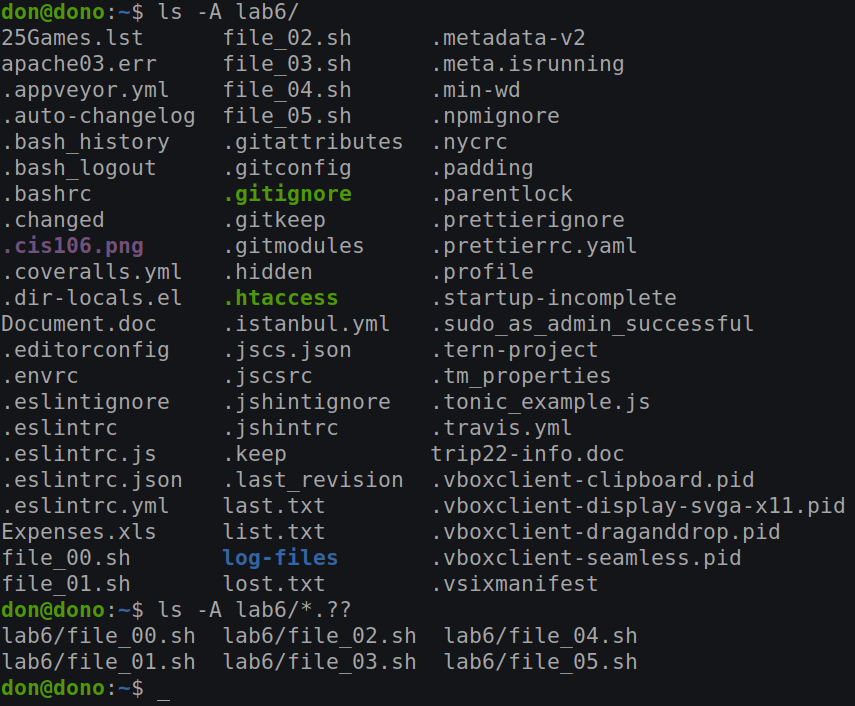 don@dono:~$ ls -A lab6/
25Games.lst file_02.sh .metadata-v2
apache03.err file_03.sh .meta.isrunning
.appveyor.yml file_04.sh .min-wd
.auto-changelog file_05.sh .npmignore
.bash_history .gitattributes .nycrc
.bash_logout .gitconfig .padding
.bashrc .gitignore .parentlock
.changed .gitkeep .prettierignore
.cis106.png .gitmodules .prettierrc.yaml
.coveralls.yml .hidden .profile
.dir-locals.el .htaccess .startup-incomplete
Document.doc .istanbul.yml .sudo_as_admin_successful
.editorconfig .jscs.json .tern-project
.envrc .jscsrc .tm_properties
.eslintignore .jshintignore .tonic_example.js
.eslintrc .jshintrc .travis.yml
.eslintrc.js .keep trip22-info.doc
.eslintrc.json .last_revision .vboxclient-clipboard.pid
.eslintrc.yml last.txt .vboxclient-display-svga-x11.pid
Expenses.xls list.txt .vboxclient-draganddrop.pid
file_00.sh log-files .vboxclient-seamless.pid
file_01.sh lost.txt .vsixmanifest
don@dono:~$ ls -A lab6/*.??
lab6/file_00.sh lab6/file_02.sh lab6/file_04.sh
lab6/file_01.sh lab6/file_03.sh lab6/file_05.sh
don@dono:~$ _